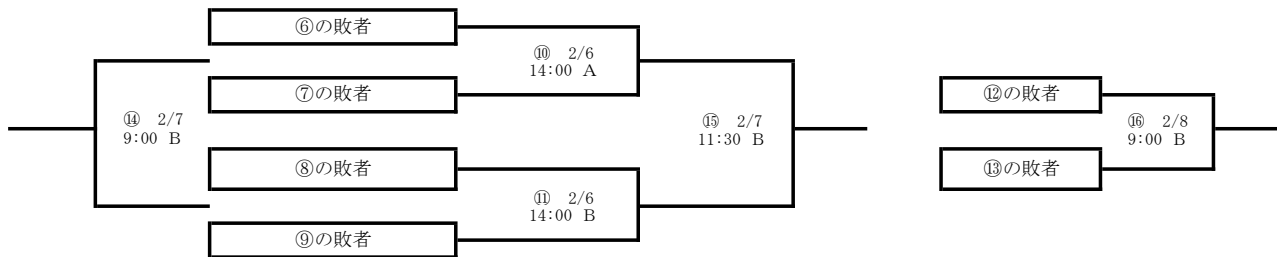 ⑥の敗者
⑩ 2/6
14:00 A
⑦の敗者
⑭ 2/7
9:00 B
⑧の敗者
⑪ 2/6
14:00 B
⑨の敗者
⑮ 2/7
11:30 B
⑫の敗者
⑯ 2/8
9:00 B
⑬の敗者